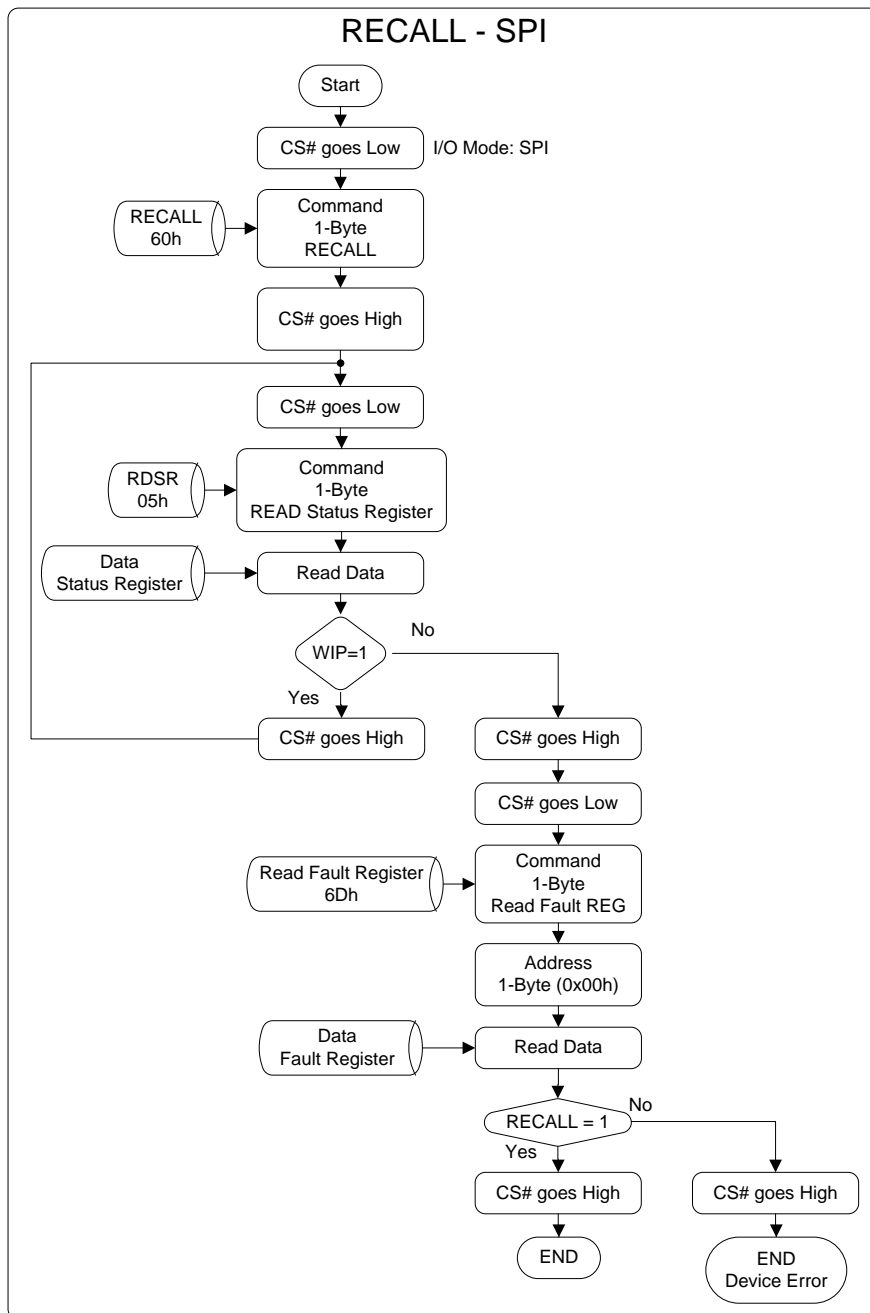 RECALL - SPI
Start
CS# goes Low
I/O Mode: SPI
RECALL
60h
Command
1-Byte
RECALL
CS# goes High
CS# goes Low
RDSR
05h
Command
1-Byte
READ Status Register
Data
Status Register
Read Data
WIP=1
No
Yes
CS# goes High
CS# goes High
CS# goes Low
Read Fault Register
6Dh
Command
1-Byte
Read Fault REG
Address
1-Byte (0x00h)
Data
Fault Register
Read Data
RECALL = 1
No
Yes
CS# goes High
CS# goes High
END
END
Device Error